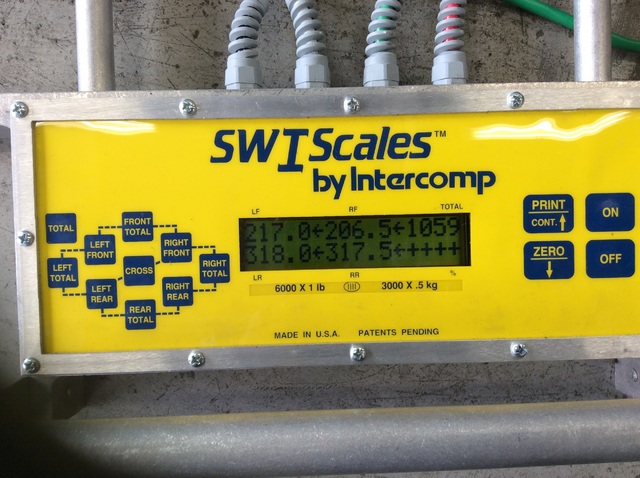 SWI Scales™
by Intercomp
LF RF TOTAL
217.0←206.5←1059
318.0←317.5←++++
LR RR %
6000 X 1 lb 3000 X .5 kg
MADE IN U.S.A. PATENTS PENDING
TOTAL
FRONT TOTAL
LEFT FRONT
RIGHT FRONT
LEFT TOTAL
CROSS
RIGHT TOTAL
LEFT REAR
RIGHT REAR
REAR TOTAL
PRINT
CONT.↑
ON
ZERO
↓
OFF